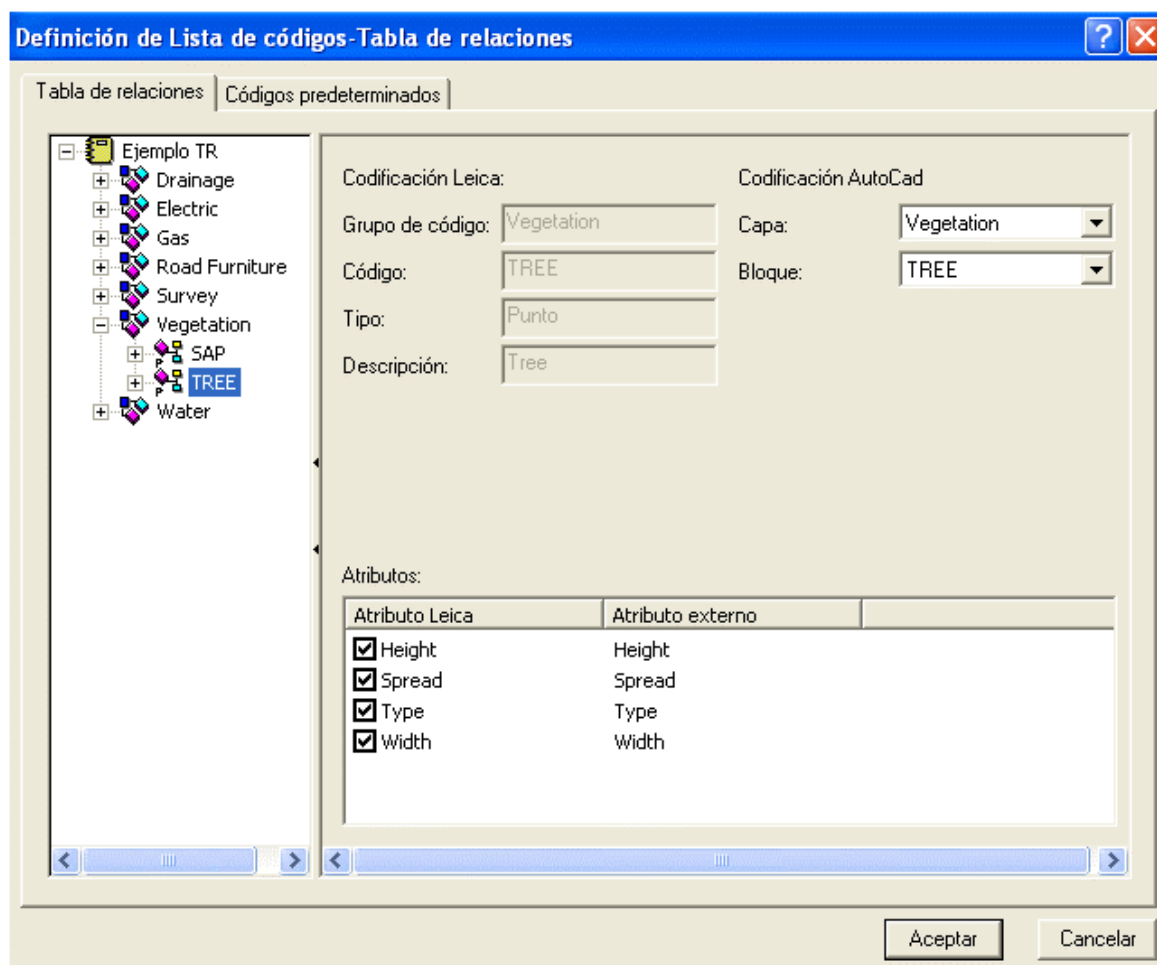 Definición de Lista de códigos-Tabla de relaciones
Tabla de relaciones
Códigos predeterminados
Ejemplo TR
Drainage
Electric
Gas
Road Furniture
Survey
Vegetation
SAP
TREE
Water
Codificación Leica:
Grupo de código: Vegetation
Código: TREE
Tipo: Punto
Descripción: Tree
Codificación AutoCad
Capa: Vegetation
Bloque: TREE
Atributos:
Atributo Leica Atributo externo
Height Height
Spread Spread
Type Type
Width Width
Aceptar Cancelar